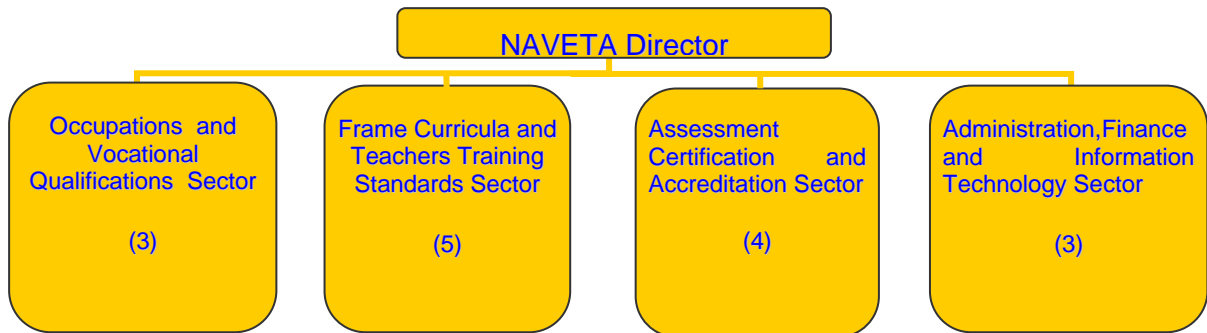 NAVETA Director
Occupations and
Vocational
Qualifications Sector
(3)
Frame Curricula and
Teachers Training
Standards Sector
(5)
Assessment
Certification and
Accreditation Sector
(4)
Administration,Finance
and Information
Technology Sector
(3)